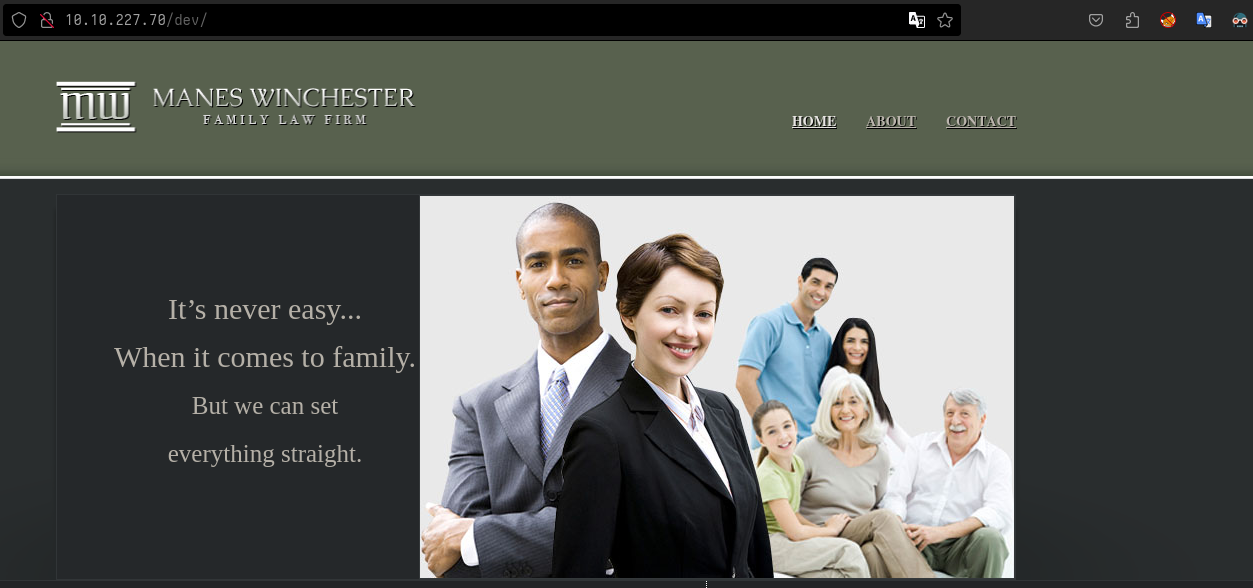 10.10.227.70/dev/
mw MANES WINCHESTER
FAMILY LAW FIRM
HOME ABOUT CONTACT
It’s never easy...
When it comes to family.
But we can set
everything straight.